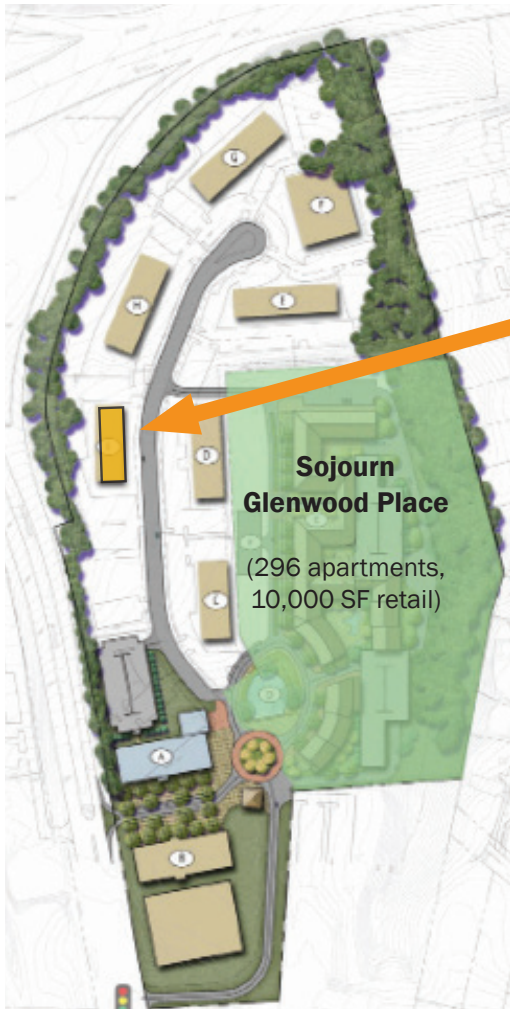 G
F
H
E
D
Sojourn
Glenwood Place
(296 apartments,
10,000 SF retail)
C
A
B